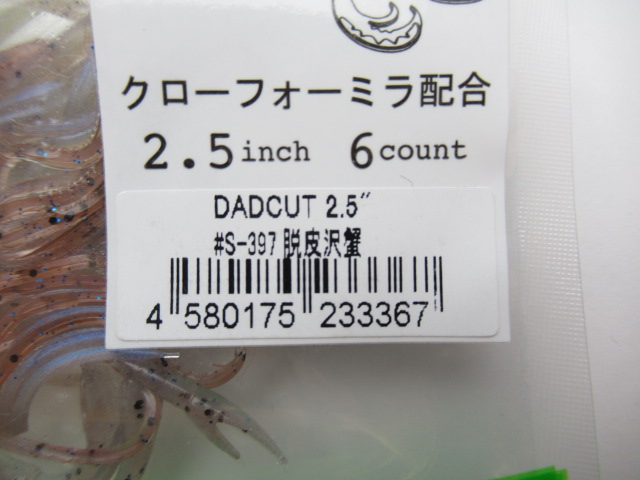 クローフォーミラ配合
2.5inch 6count
DADCUT 2.5″
#S-397 脱皮沢蟹
4 580175 233367